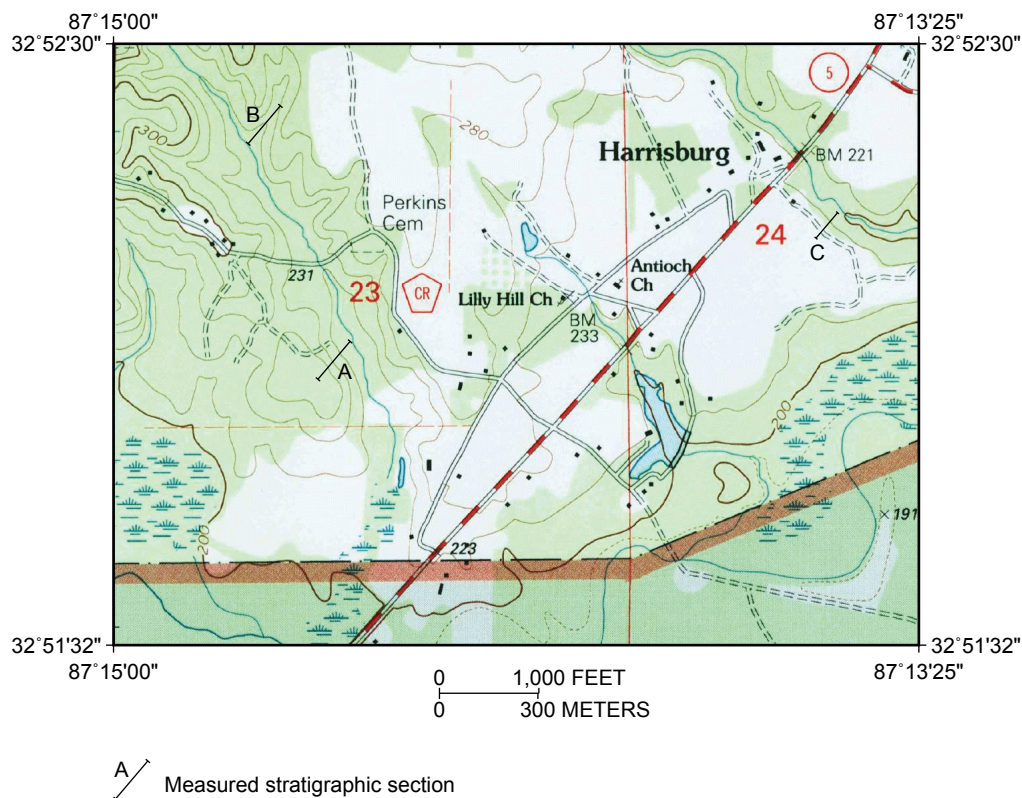 87°15'00"
87°13'25"
32°52'30"
32°52'30"
5
B
300
280
Harrisburg
BM 221
Perkins
Cem
24
C
231
23
CR
Antioch
Ch
Lilly Hill Ch
BM
233
A
200
191
200
223
32°51'32"
32°51'32"
87°15'00"
87°13'25"
0 1,000 FEET
0 300 METERS
A
Measured stratigraphic section